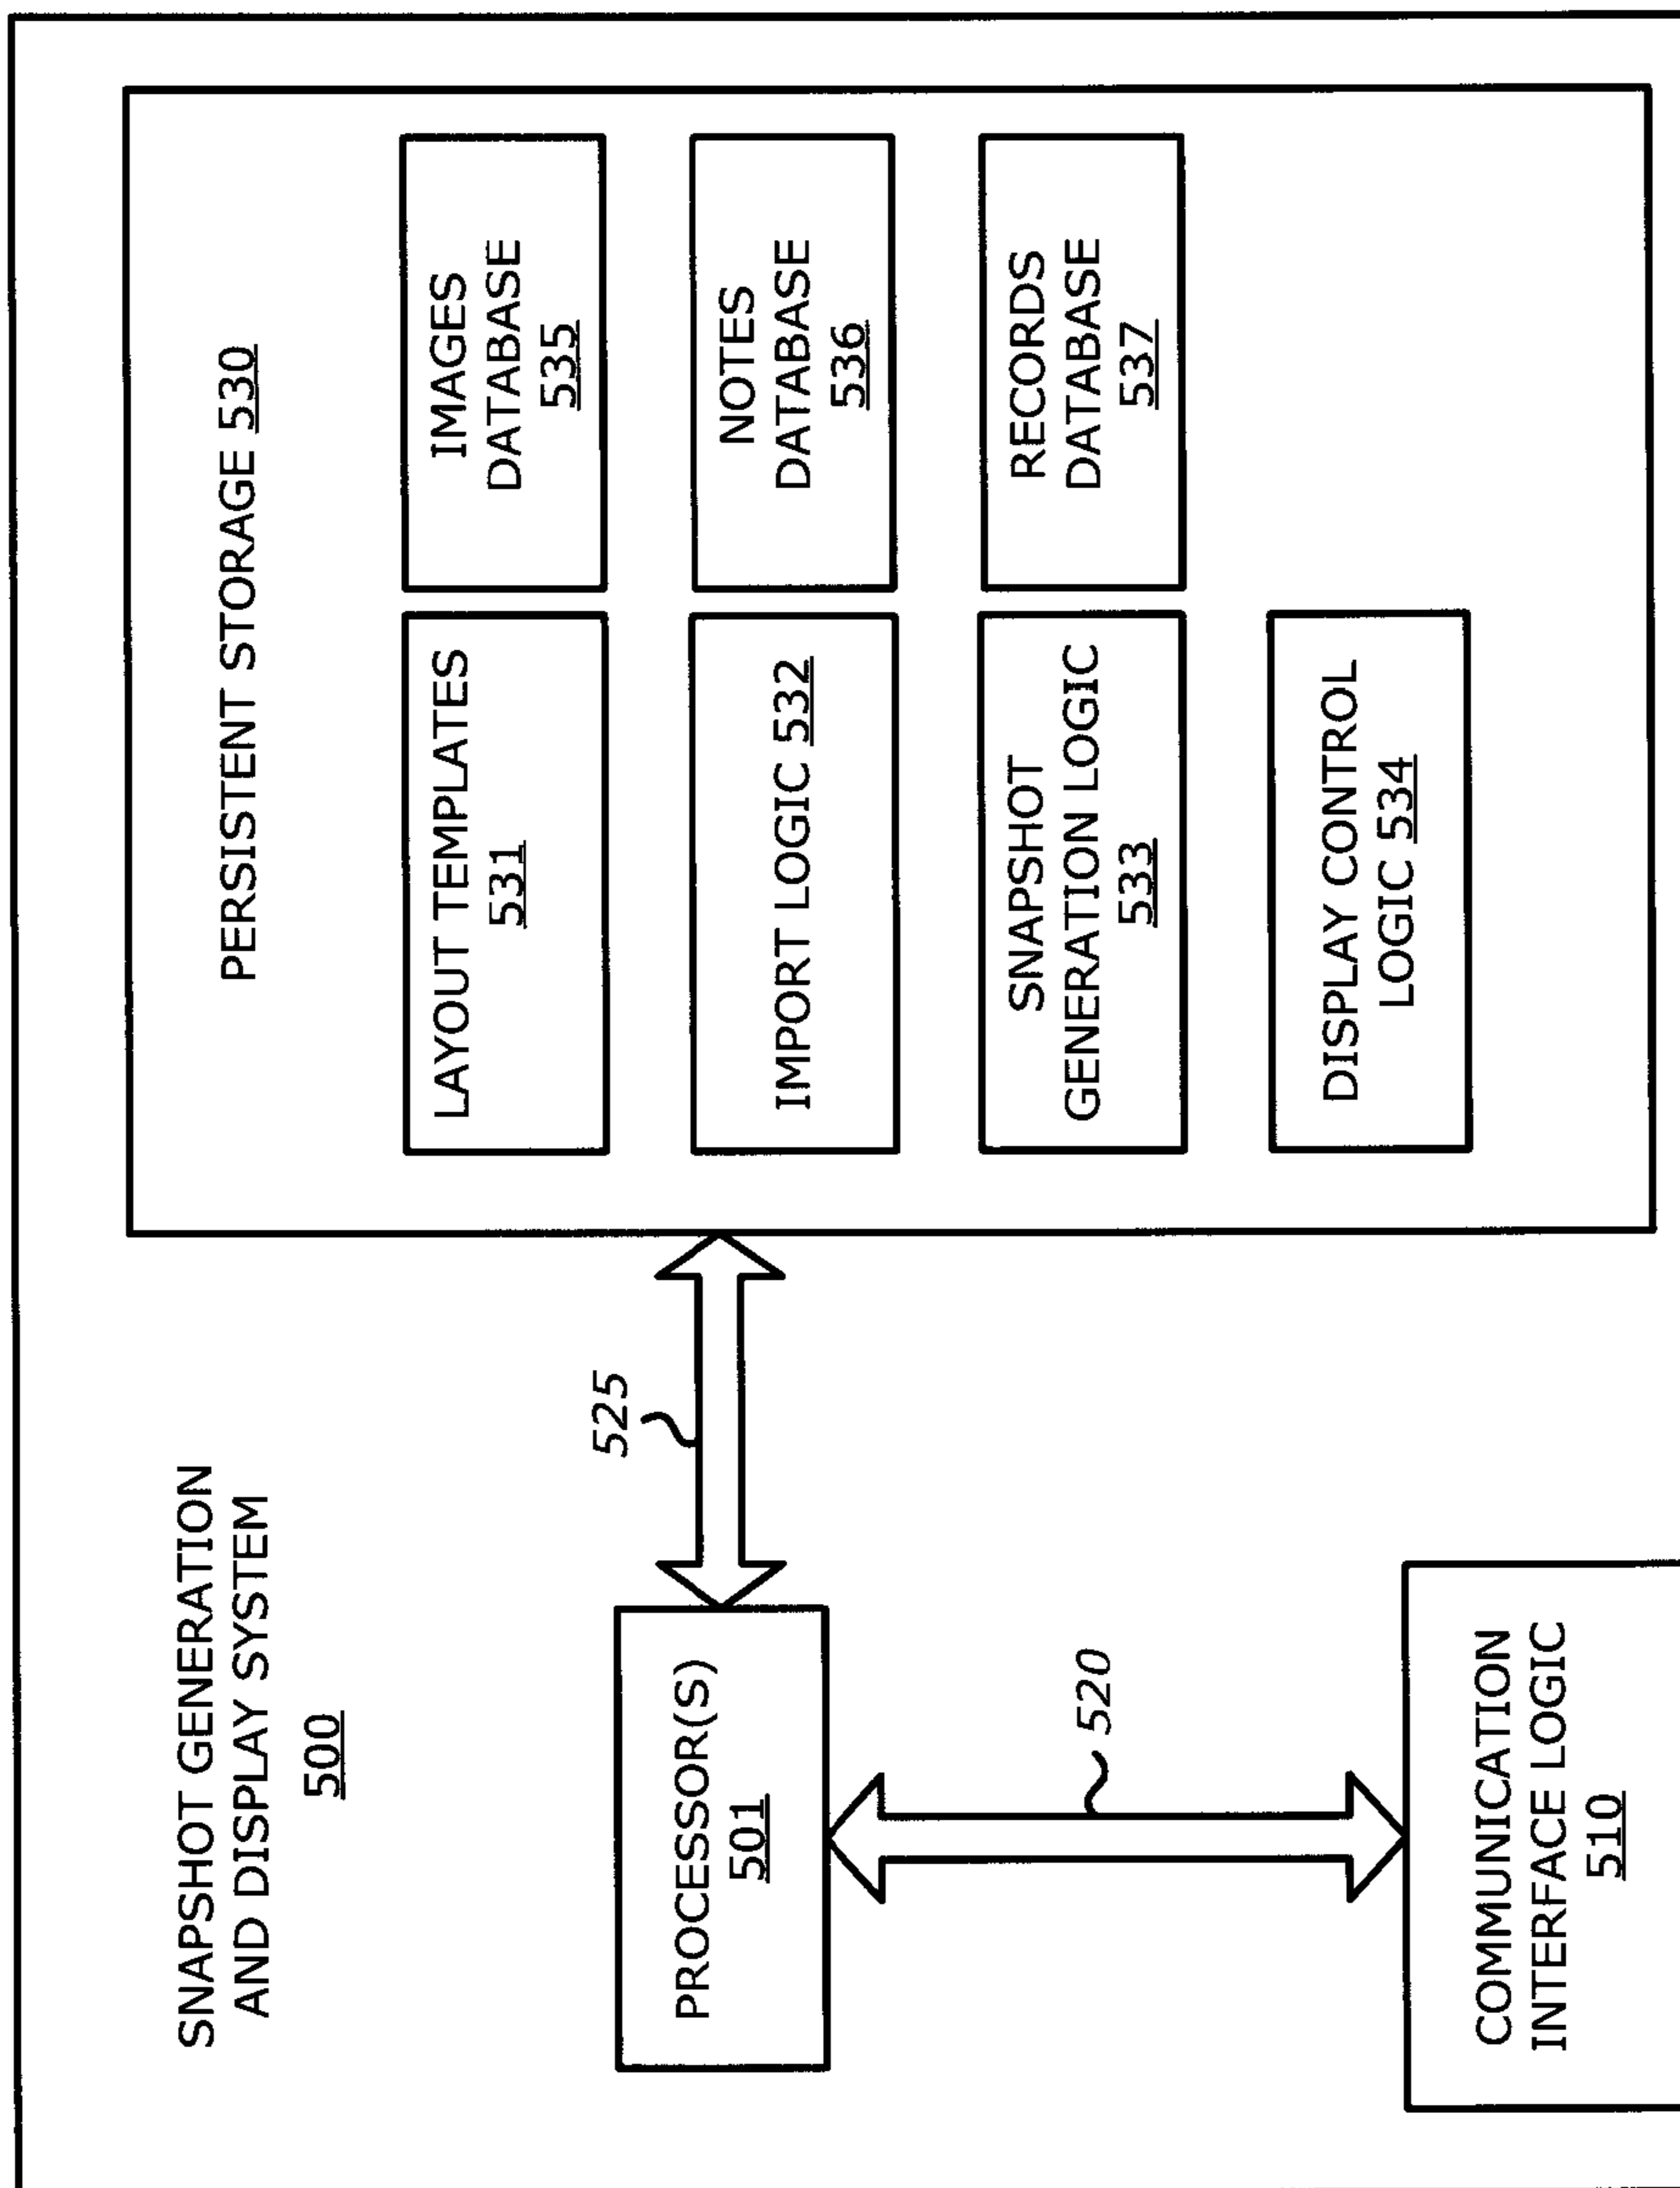 SNAPSHOT GENERATION
AND DISPLAY SYSTEM
500
PROCESSOR(S)
501
520
COMMUNICATION
INTERFACE LOGIC
510
525
PERSISTENT STORAGE 530
LAYOUT TEMPLATES
531
IMPORT LOGIC 532
SNAPSHOT
GENERATION LOGIC
533
DISPLAY CONTROL
LOGIC 534
IMAGES
DATABASE
535
NOTES
DATABASE
536
RECORDS
DATABASE
537